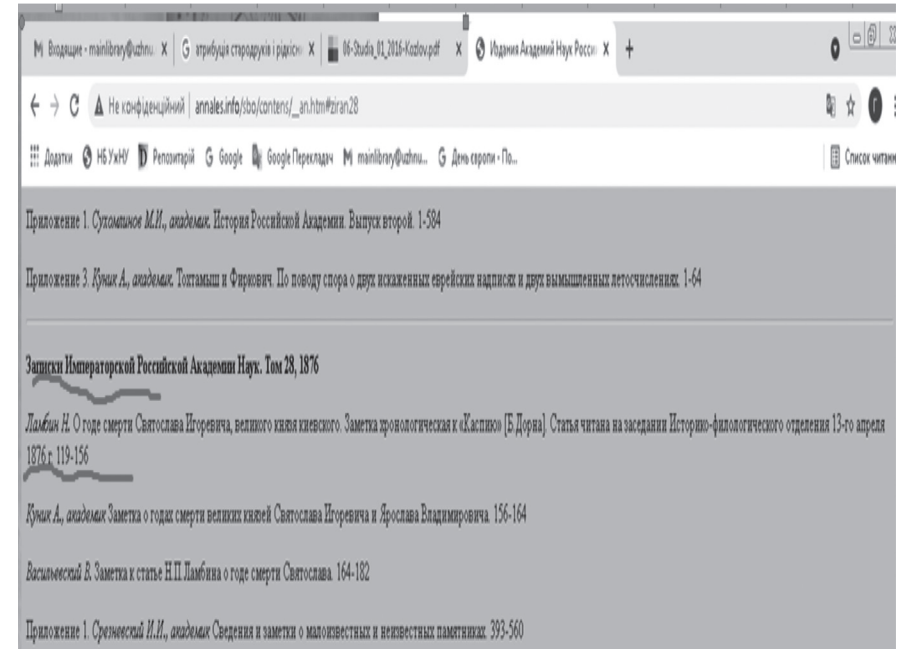 Входящие - mainlibrary@uzhnu. X атрибуція стародруків і рідкісн X 06-Studia_01_2016-Kozlov.pdf X Издания Академий Наук Росси X +
Не конфіденційний | annales.info/sbo/contens/__an.htm#ziran28
Додатки НБ УжНУ Репозитарій Google Google Перекладач mainlibrary@uzhnu... День європи - По... Список читанн
Приложение 1. Сухомлинов М.И., академик. История Российской Академии. Выпуск второй. 1-584
Приложение 3. Куник А., академик. Тохтамыш и Фиркович. По поводу спора о двух искаженных еврейских надписях и двух вымышленных летосчислениях. 1-64
Записки Императорской Российской Академии Наук. Том 28, 1876
Ламбин Н. О годе смерти Святослава Игоревича, великого князя киевского. Заметка хронологическая к «Каспию» [Б.Дорна]. Статья читана на заседании Историко-филологического отделения 13-го апреля
1876 г. 119-156
Куник А., академик Заметка о годах смерти великих князей Святослава Игоревича и Ярослава Владимировича. 156-164
Васильевский В. Заметка к статье Н.П.Ламбина о годе смерти Святослава. 164-182
Приложение 1. Срезневский И.И., академик Сведения и заметки о малоизвестных и неизвестных памятниках. 393-560